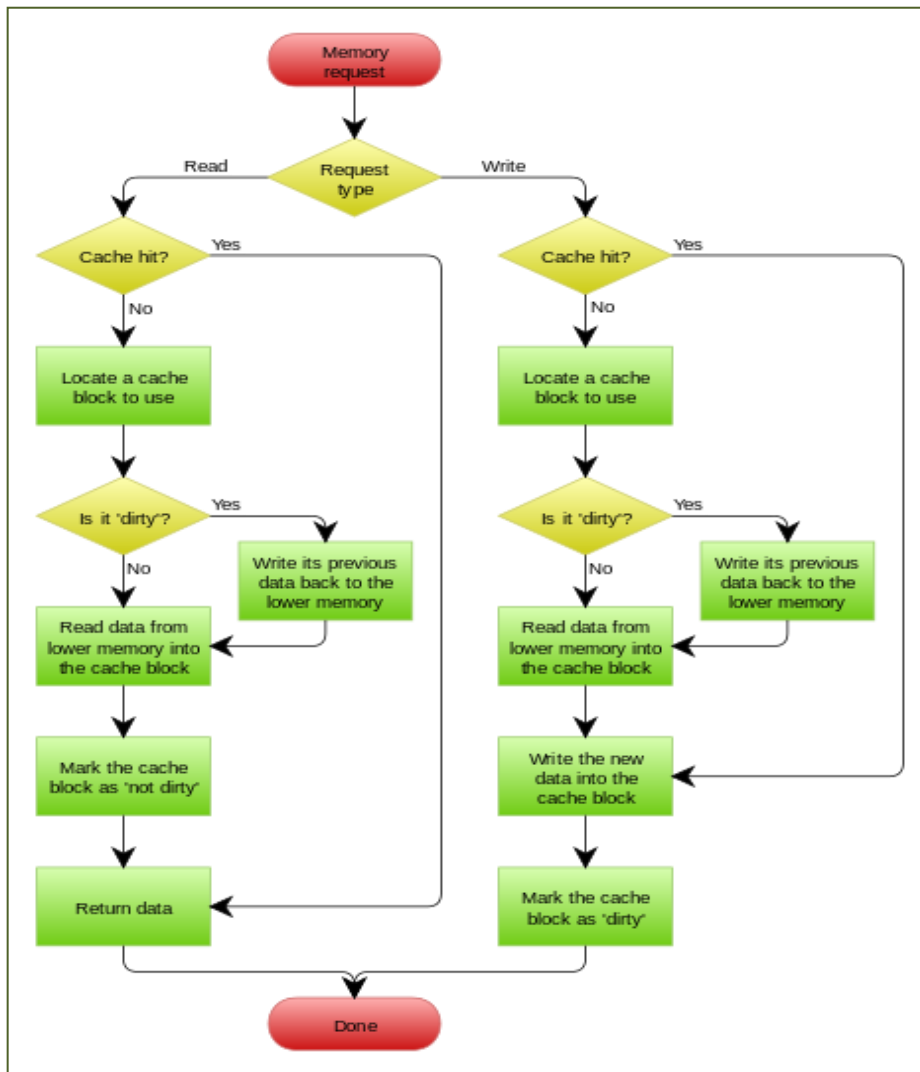 Memory
request
Request
type
Read
Write
Cache hit?
Yes
No
Locate a cache
block to use
Is it "dirty"?
Yes
Write its previous
data back to the
lower memory
No
Read data from
lower memory into
the cache block
Mark the cache
block as "not dirty"
Return data
Cache hit?
Yes
No
Locate a cache
block to use
Is it "dirty"?
Yes
Write its previous
data back to the
lower memory
No
Read data from
lower memory into
the cache block
Write the new
data into the
cache block
Mark the cache
block as "dirty"
Done